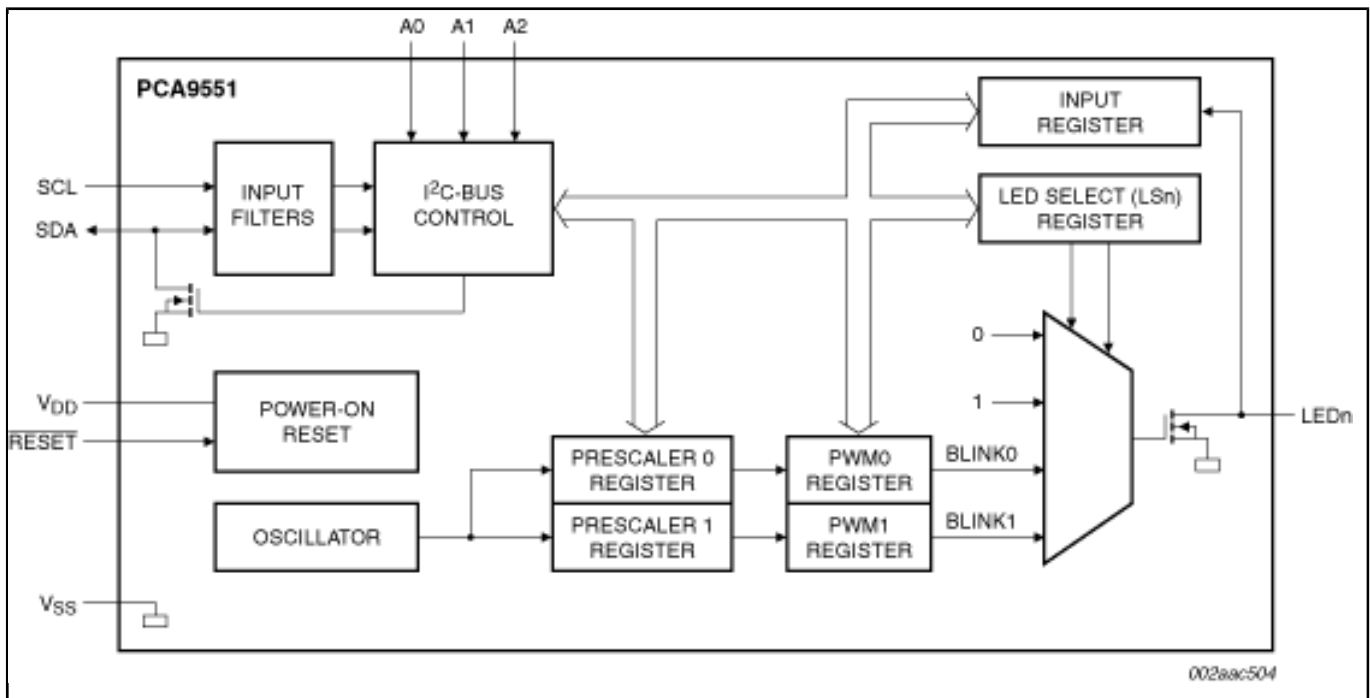 A0 A1 A2
PCA9551
INPUT
REGISTER
SCL
SDA
INPUT
FILTERS
I²C-BUS
CONTROL
LED SELECT (LSn)
REGISTER
0
1
VDD
RESET
POWER-ON
RESET
LEDn
PRESCALER 0
REGISTER
PWM0
REGISTER
BLINK0
OSCILLATOR
PRESCALER 1
REGISTER
PWM1
REGISTER
BLINK1
VSS
002aac504